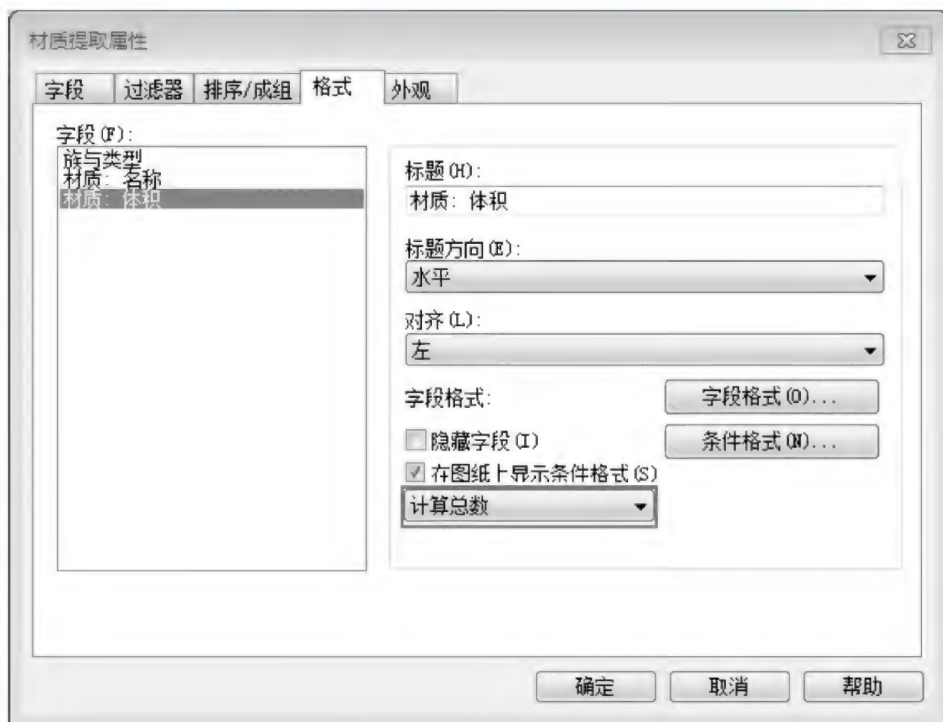 材质提取属性
字段 过滤器 排序/成组 格式 外观
字段(F):
族与类型
材质: 名称
材质: 体积
标题(H):
材质: 体积
标题方向(E):
水平
对齐(L):
左
字段格式: 字段格式(O)...
隐藏字段(I) 条件格式(N)...
在图纸上显示条件格式(S)
计算总数
确定 取消 帮助